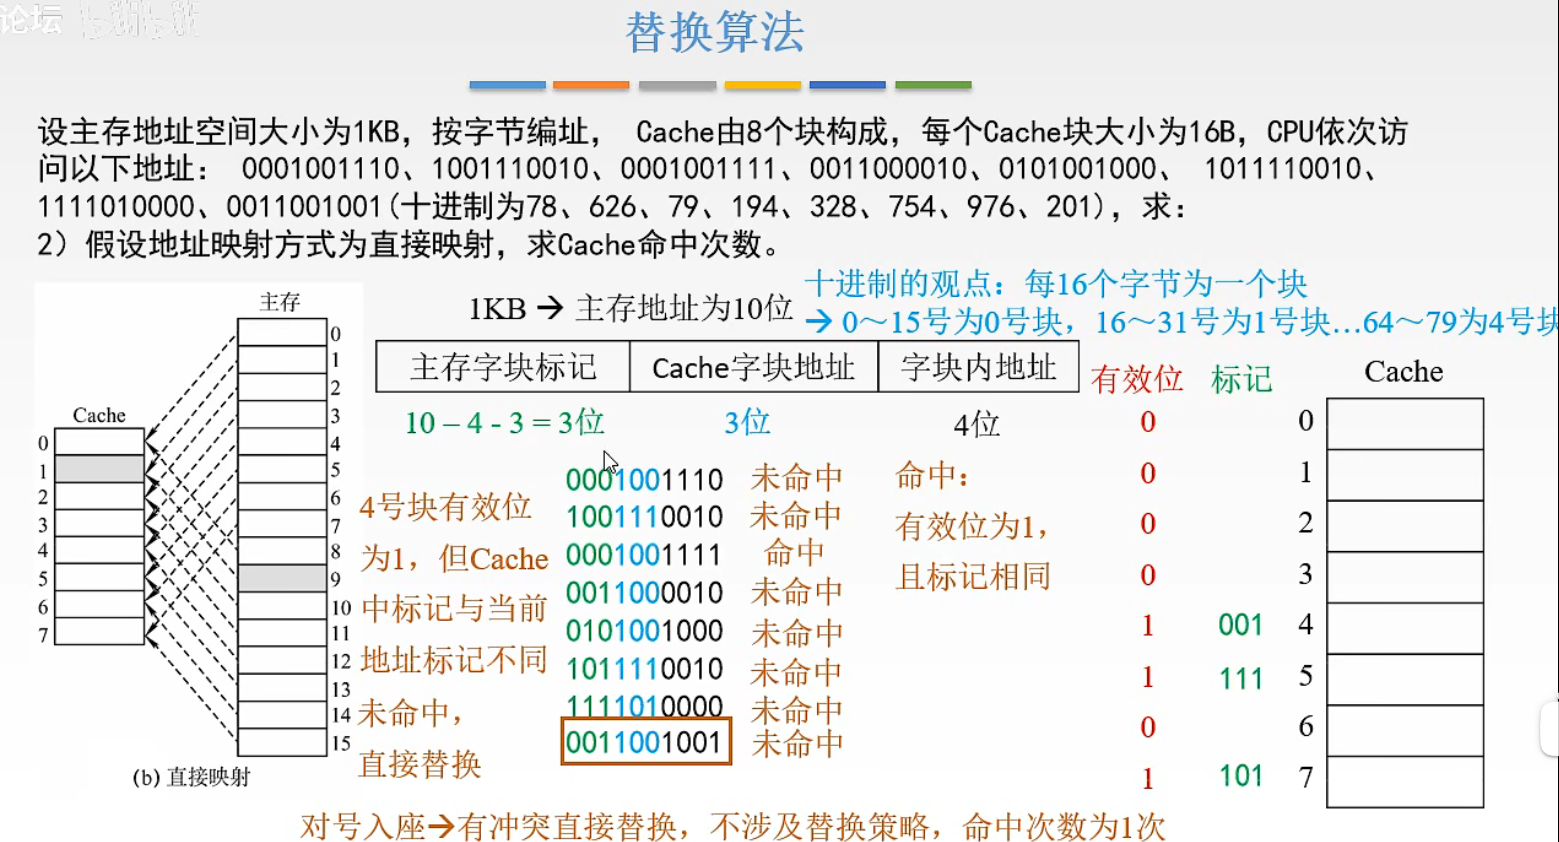 论坛 bilibili
替换算法
设主存地址空间大小为1KB，按字节编址， Cache由8个块构成，每个Cache块大小为16B，CPU依次访
问以下地址： 0001001110、1001110010、0001001111、0011000010、0101001000、 1011110010、
1111010000、0011001001(十进制为78、626、79、194、328、754、976、201)，求：
2）假设地址映射方式为直接映射，求Cache命中次数。
1KB → 主存地址为10位
十进制的观点：每16个字节为一个块
→ 0～15号为0号块，16～31号为1号块…64～79为4号块
主存
0
1
2
3
4
5
6
7
8
9
10
11
12
13
14
15
Cache
0
1
2
3
4
5
6
7
(b) 直接映射
主存字块标记 Cache字块地址 字块内地址
10 – 4 - 3 = 3位 3位 4位
4号块有效位
为1，但Cache
中标记与当前
地址标记不同
未命中，
直接替换
0001001110 未命中
1001110010 未命中
0001001111 命中
0011000010 未命中
0101001000 未命中
1011110010 未命中
1111010000 未命中
0011001001 未命中
命中：
有效位为1，
且标记相同
有效位 标记 Cache
0 0
0 1
0 2
0 3
1 001 4
1 111 5
0 6
1 101 7
对号入座→有冲突直接替换，不涉及替换策略，命中次数为1次